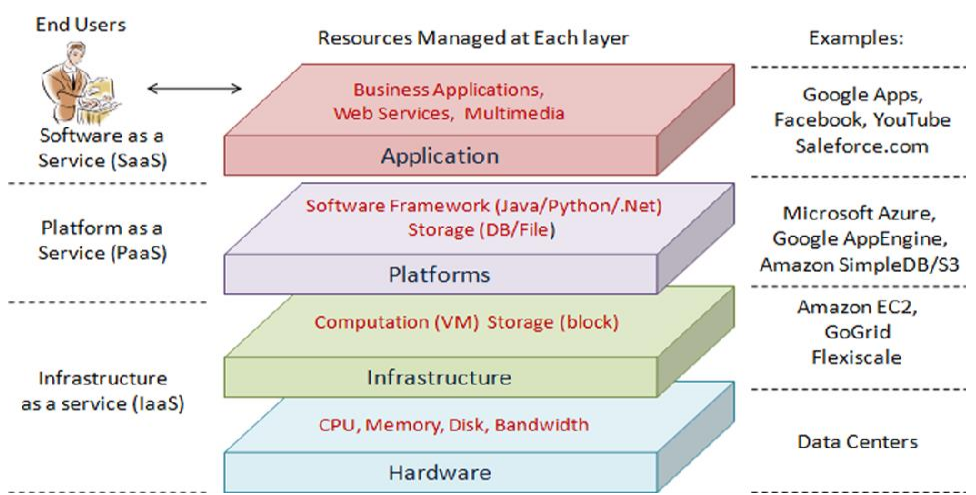 End Users
Resources Managed at Each layer
Examples:
Business Applications,
Web Services, Multimedia
Application
Software as a
Service (SaaS)
Google Apps,
Facebook, YouTube
Saleforce.com
Software Framework (Java/Python/.Net)
Storage (DB/File)
Platforms
Platform as a
Service (PaaS)
Microsoft Azure,
Google AppEngine,
Amazon SimpleDB/S3
Computation (VM) Storage (block)
Infrastructure
Amazon EC2,
GoGrid
Flexiscale
Infrastructure
as a service (IaaS)
CPU, Memory, Disk, Bandwidth
Hardware
Data Centers